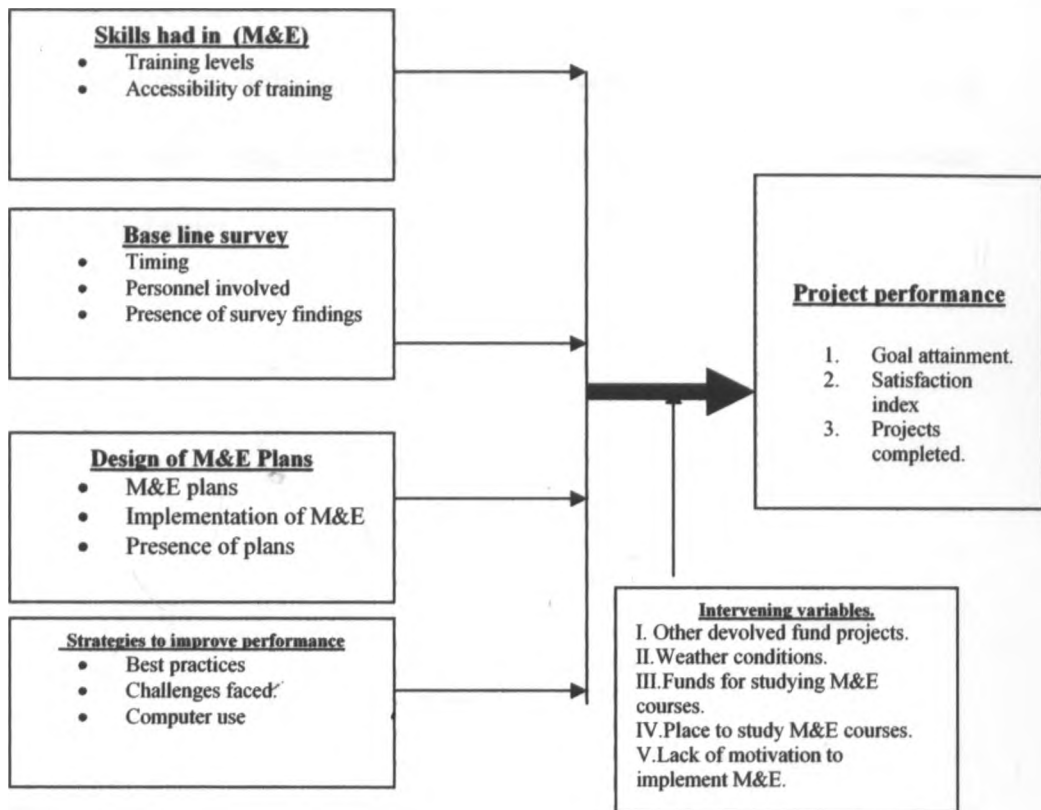 Skills had in (M&E)
• Training levels
• Accessibility of training
Base line survey
• Timing
• Personnel involved
• Presence of survey findings
Design of M&E Plans
• M&E plans
• Implementation of M&E
• Presence of plans
Strategies to improve performance
• Best practices
• Challenges faced.
• Computer use
Project performance
1. Goal attainment.
2. Satisfaction
index
3. Projects
completed.
Intervening variables.
I. Other devolved fund projects.
II.Weather conditions.
III.Funds for studying M&E
courses.
IV.Place to study M&E courses.
V.Lack of motivation to
implement M&E.